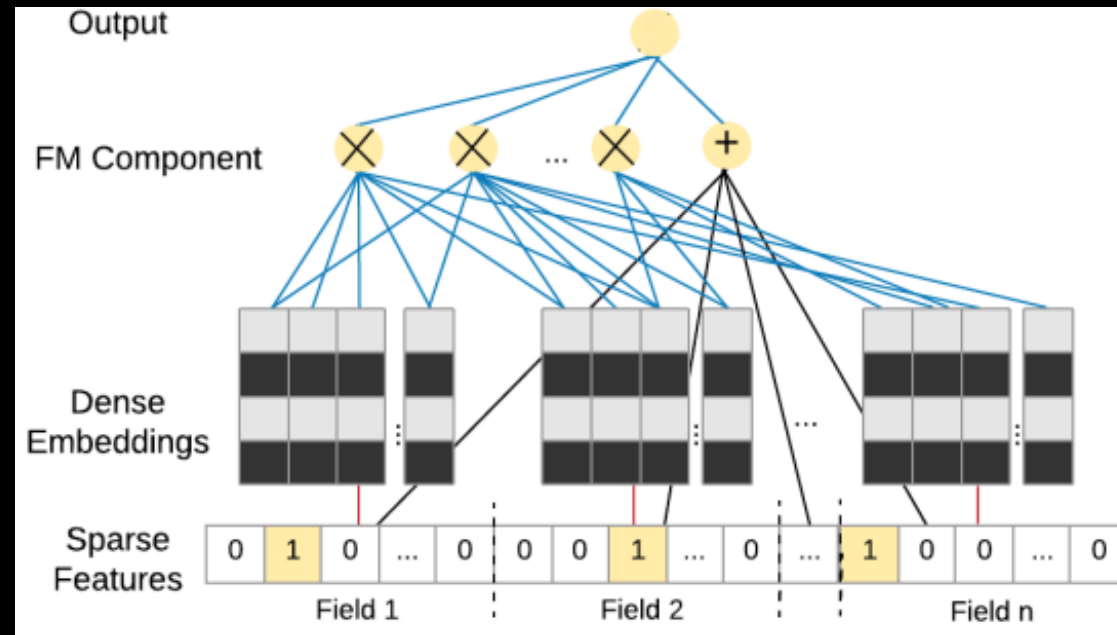 Output
FM Component
× × ... × +
Dense
Embeddings
⋮ ⋮ ... ⋮
Sparse
Features
0 1 0 ... 0 0 0 1 ... 0 ... 1 0 0 ... 0
Field 1 Field 2 Field n